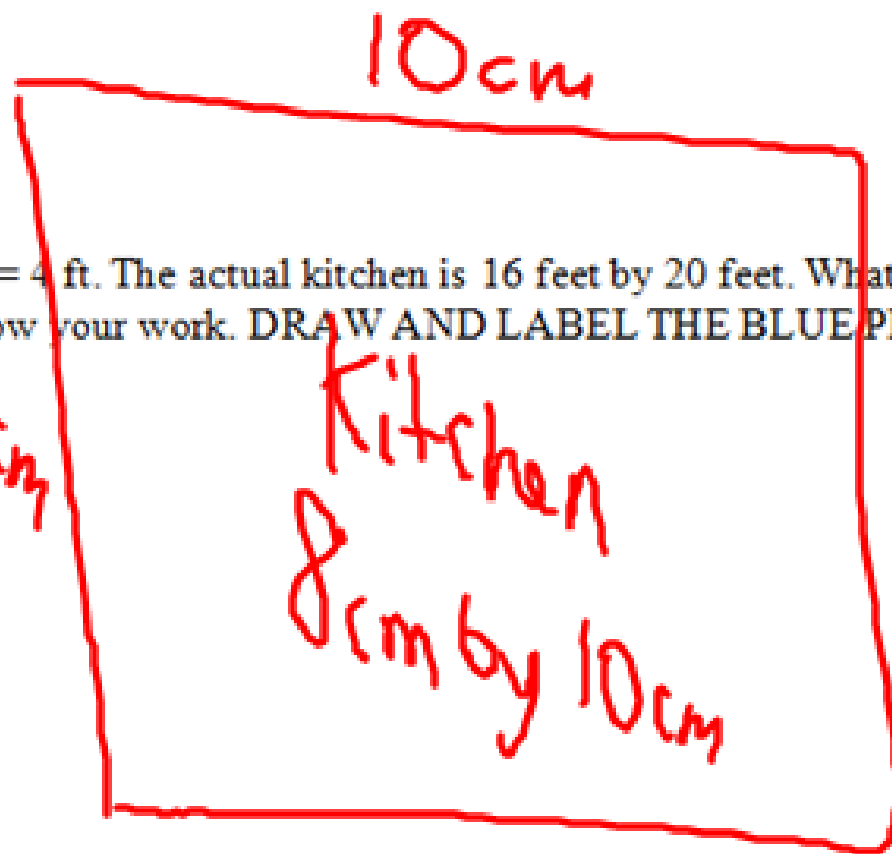 10cm
= 4 ft. The actual kitchen is 16 feet by 20 feet. What
your work. DRAW AND LABEL THE BLUE
Kitchen
8cm by 10cm